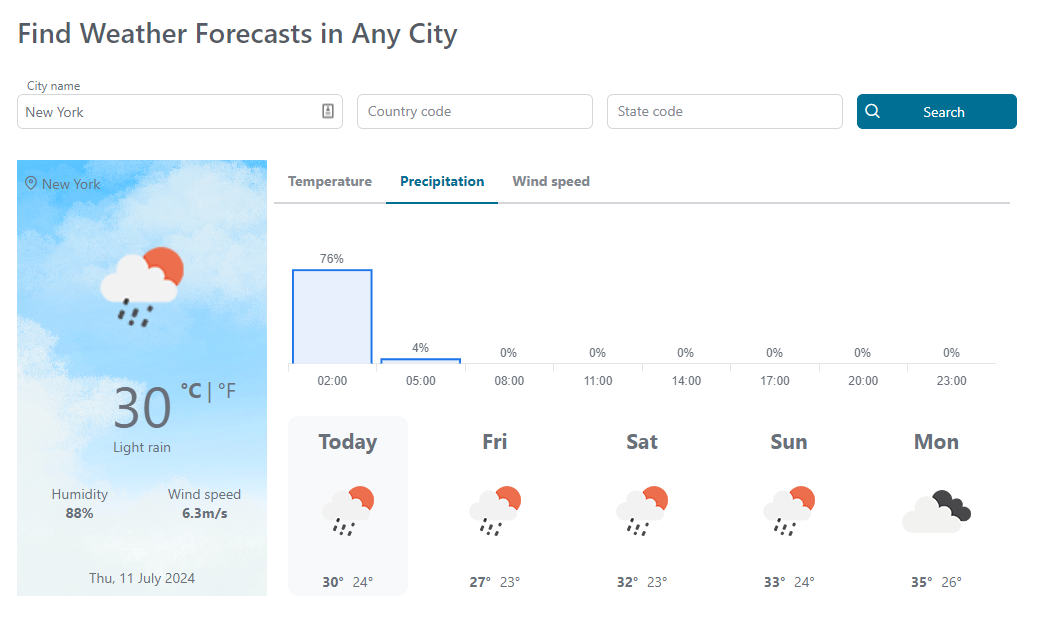 Find Weather Forecasts in Any City
City name
New York
Country code
State code
Search
New York
30 °C | °F
Light rain
Humidity Wind speed
88% 6.3m/s
Thu, 11 July 2024
Temperature Precipitation Wind speed
76% 4% 0% 0% 0% 0% 0% 0%
02:00 05:00 08:00 11:00 14:00 17:00 20:00 23:00
Today Fri Sat Sun Mon
30° 24° 27° 23° 32° 23° 33° 24° 35° 26°